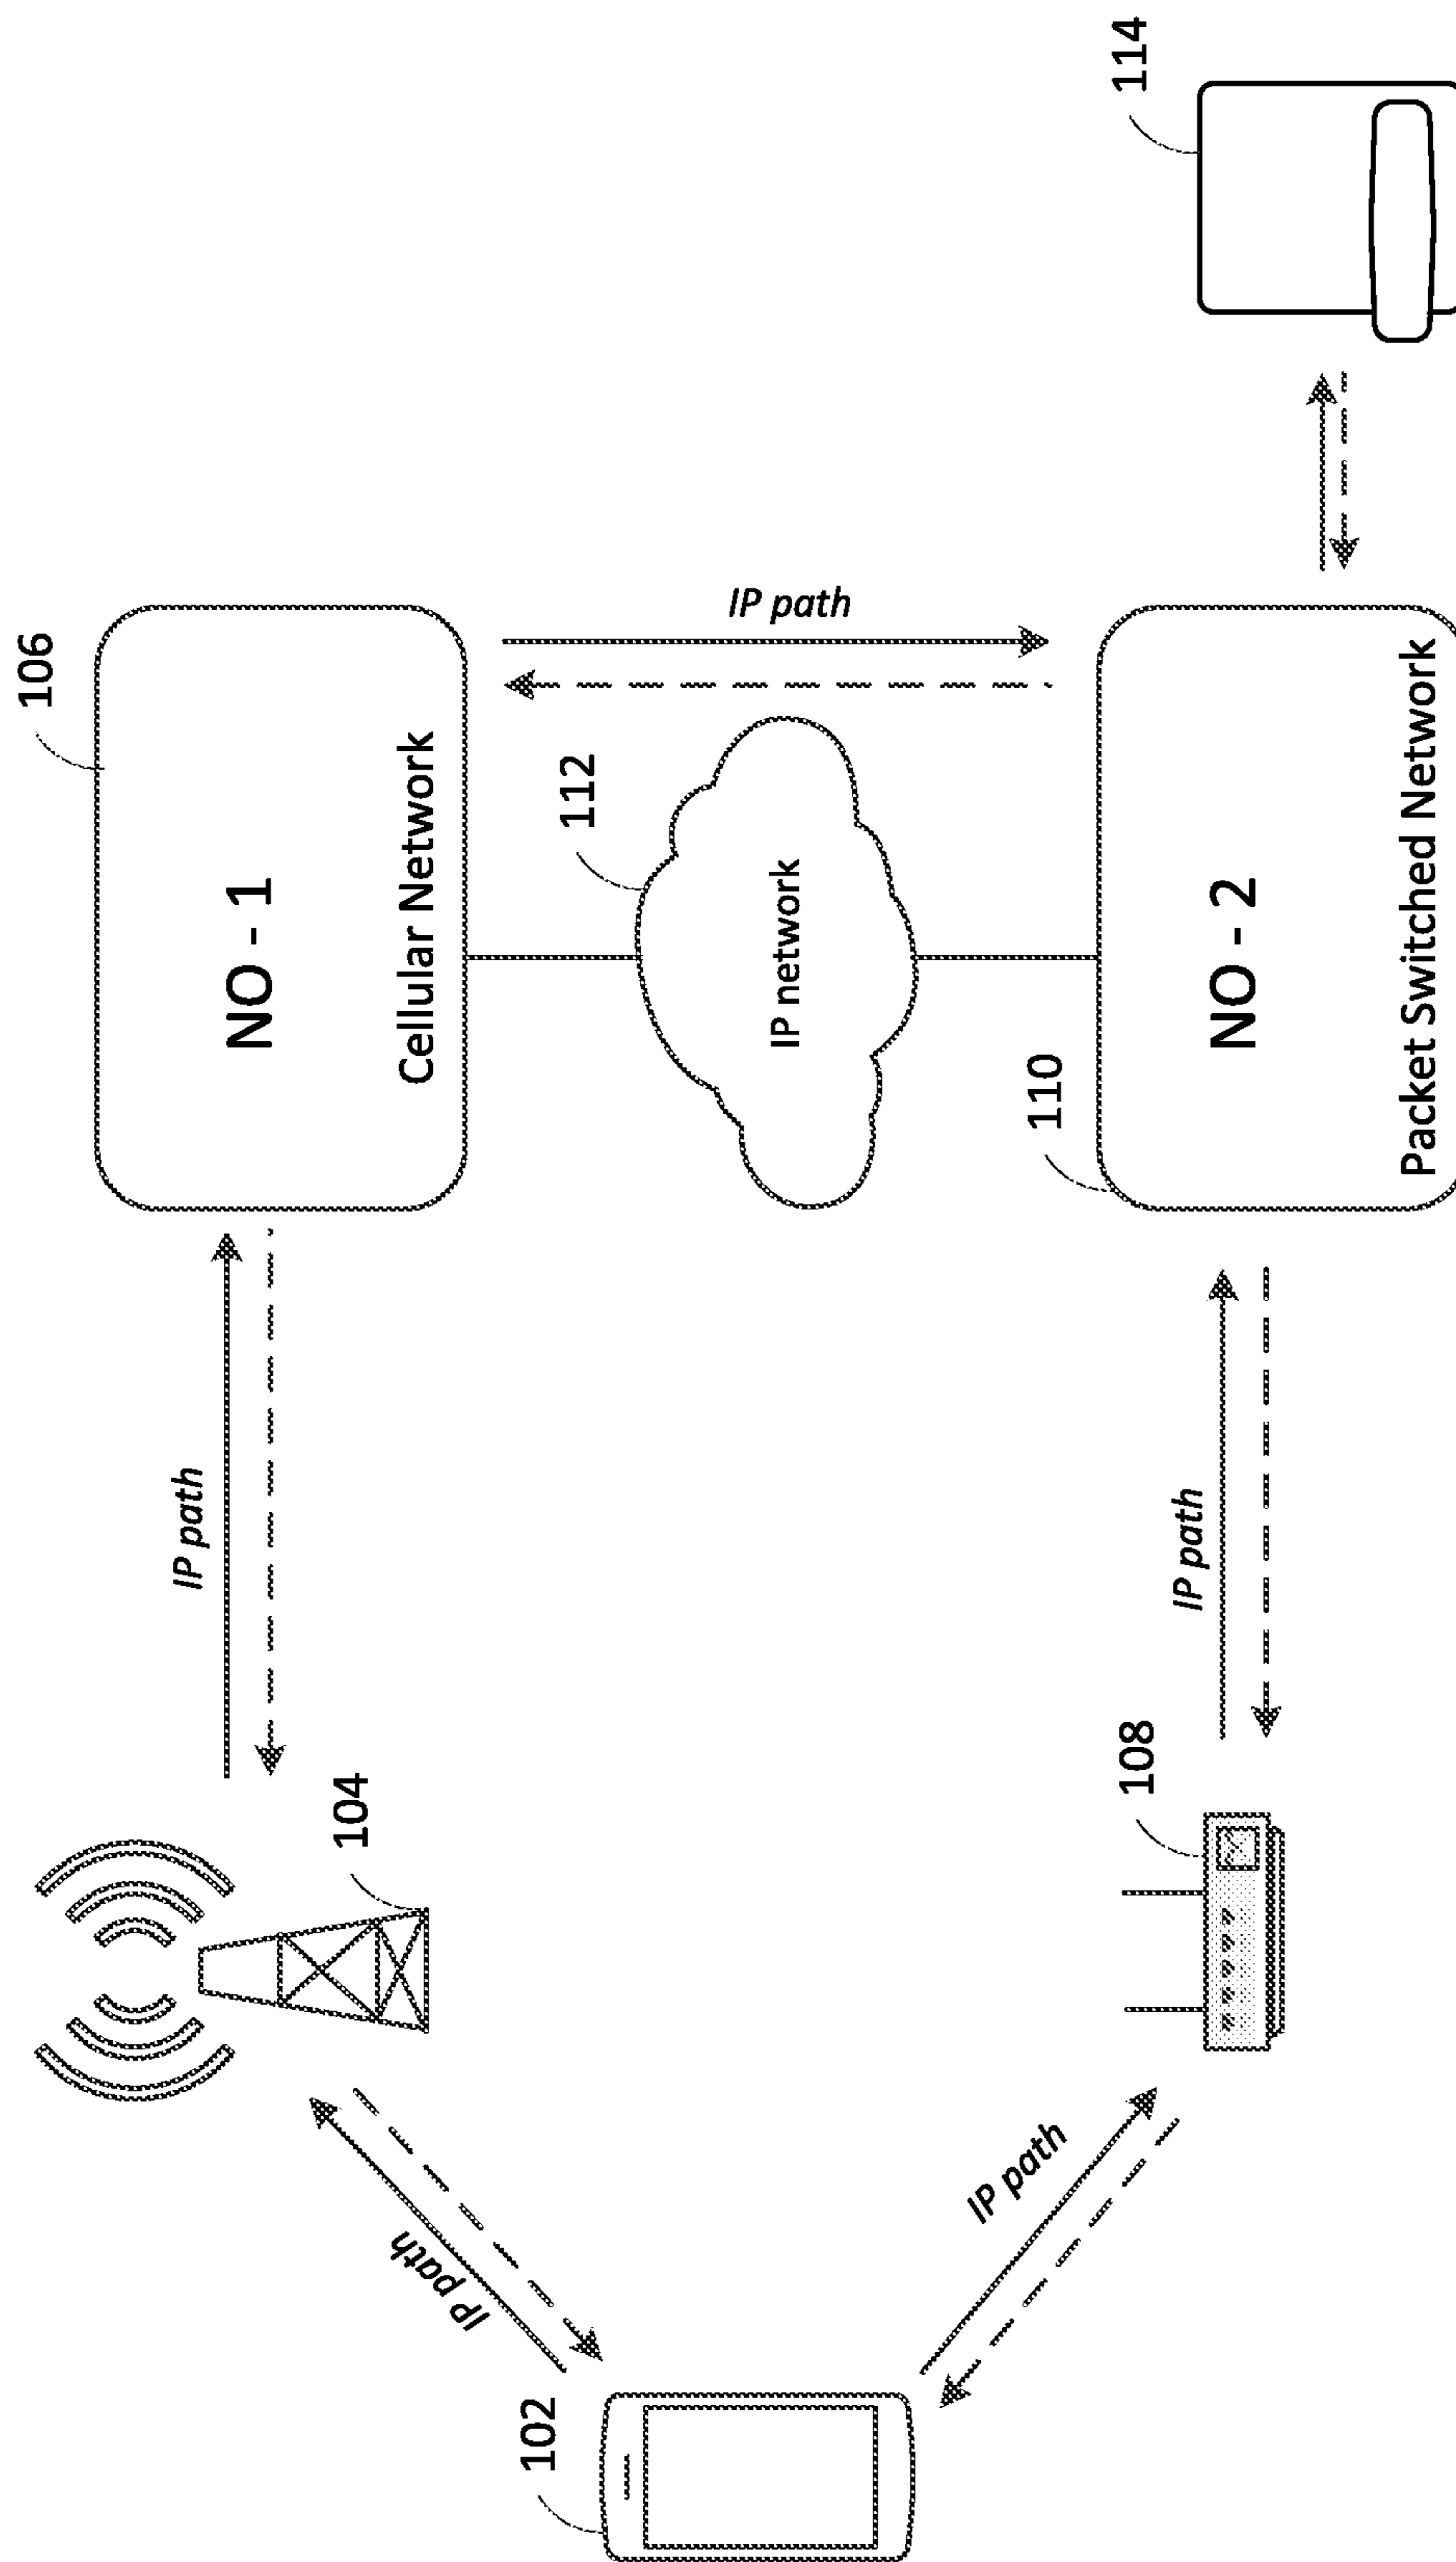 102
IP path
IP path
104
108
IP path
IP path
106
NO - 1
Cellular Network
112
IP network
IP path
110
NO - 2
Packet Switched Network
114